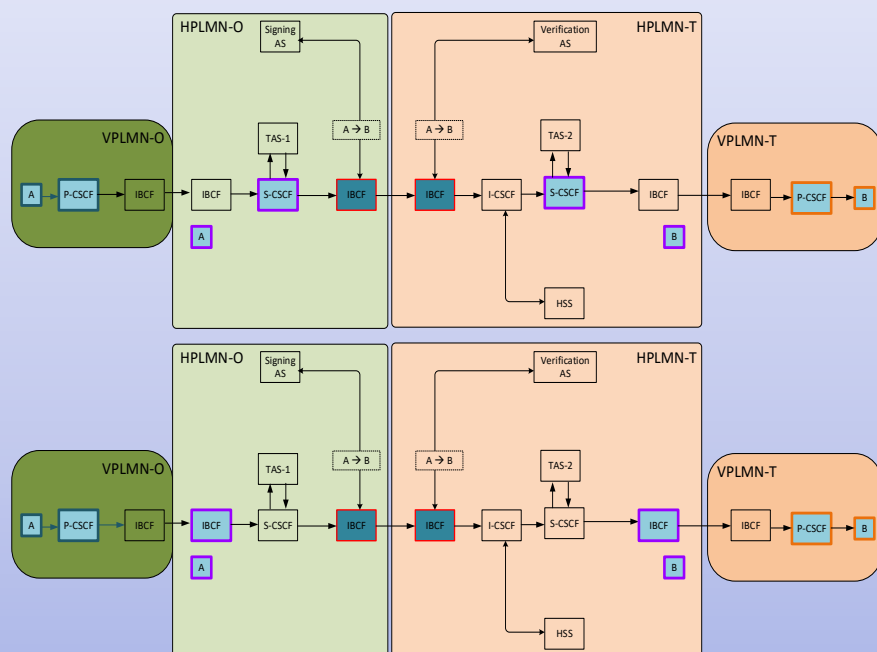 HPLMN-O
Signing
AS
Verification
AS
HPLMN-T
A → B
A → B
VPLMN-O
TAS-1
TAS-2
VPLMN-T
A
P-CSCF
IBCF
IBCF
S-CSCF
IBCF
IBCF
I-CSCF
S-CSCF
IBCF
IBCF
P-CSCF
B
A
B
HSS
HPLMN-O
Signing
AS
Verification
AS
HPLMN-T
A → B
A → B
VPLMN-O
TAS-1
TAS-2
VPLMN-T
A
P-CSCF
IBCF
IBCF
S-CSCF
IBCF
IBCF
I-CSCF
S-CSCF
IBCF
IBCF
P-CSCF
B
A
B
HSS